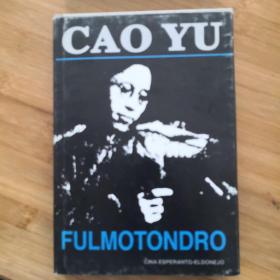 CAO YU
FULMOTONDRO
ĈINA ESPERANTO-ELDONEJO